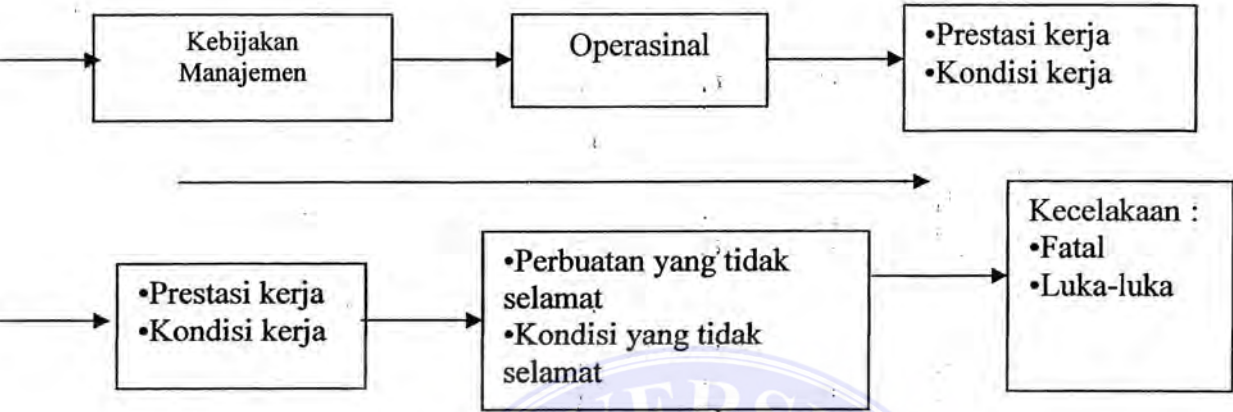 Kebijakan
Manajemen
Operasinal
•Prestasi kerja
•Kondisi kerja
•Prestasi kerja
•Kondisi kerja
•Perbuatan yang tidak
selamat
•Kondisi yang tidak
selamat
Kecelakaan :
•Fatal
•Luka-luka